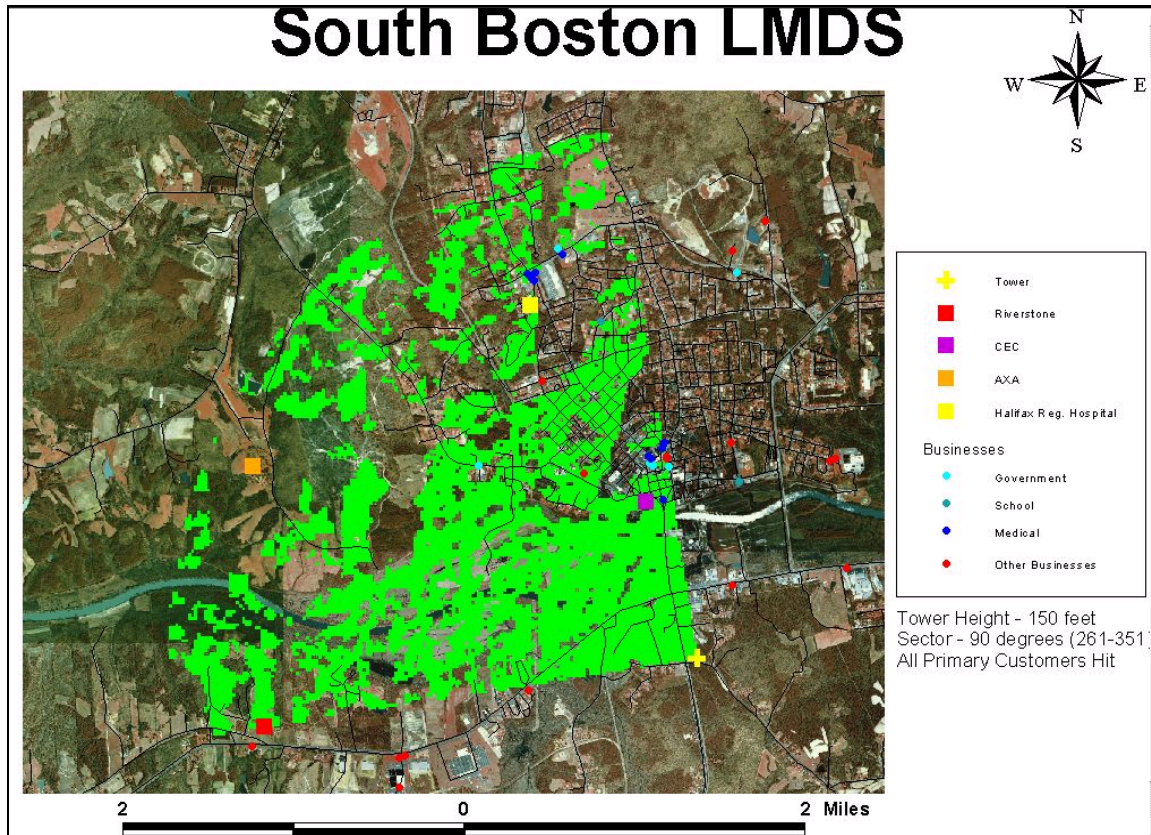 South Boston LMDS
N
W
E
S
Tower
Riverstone
CEC
AXA
Halifax Reg. Hospital
Businesses
Government
School
Medical
Other Businesses
Tower Height - 150 feet
Sector - 90 degrees (261-351)
All Primary Customers Hit
2
0
2 Miles